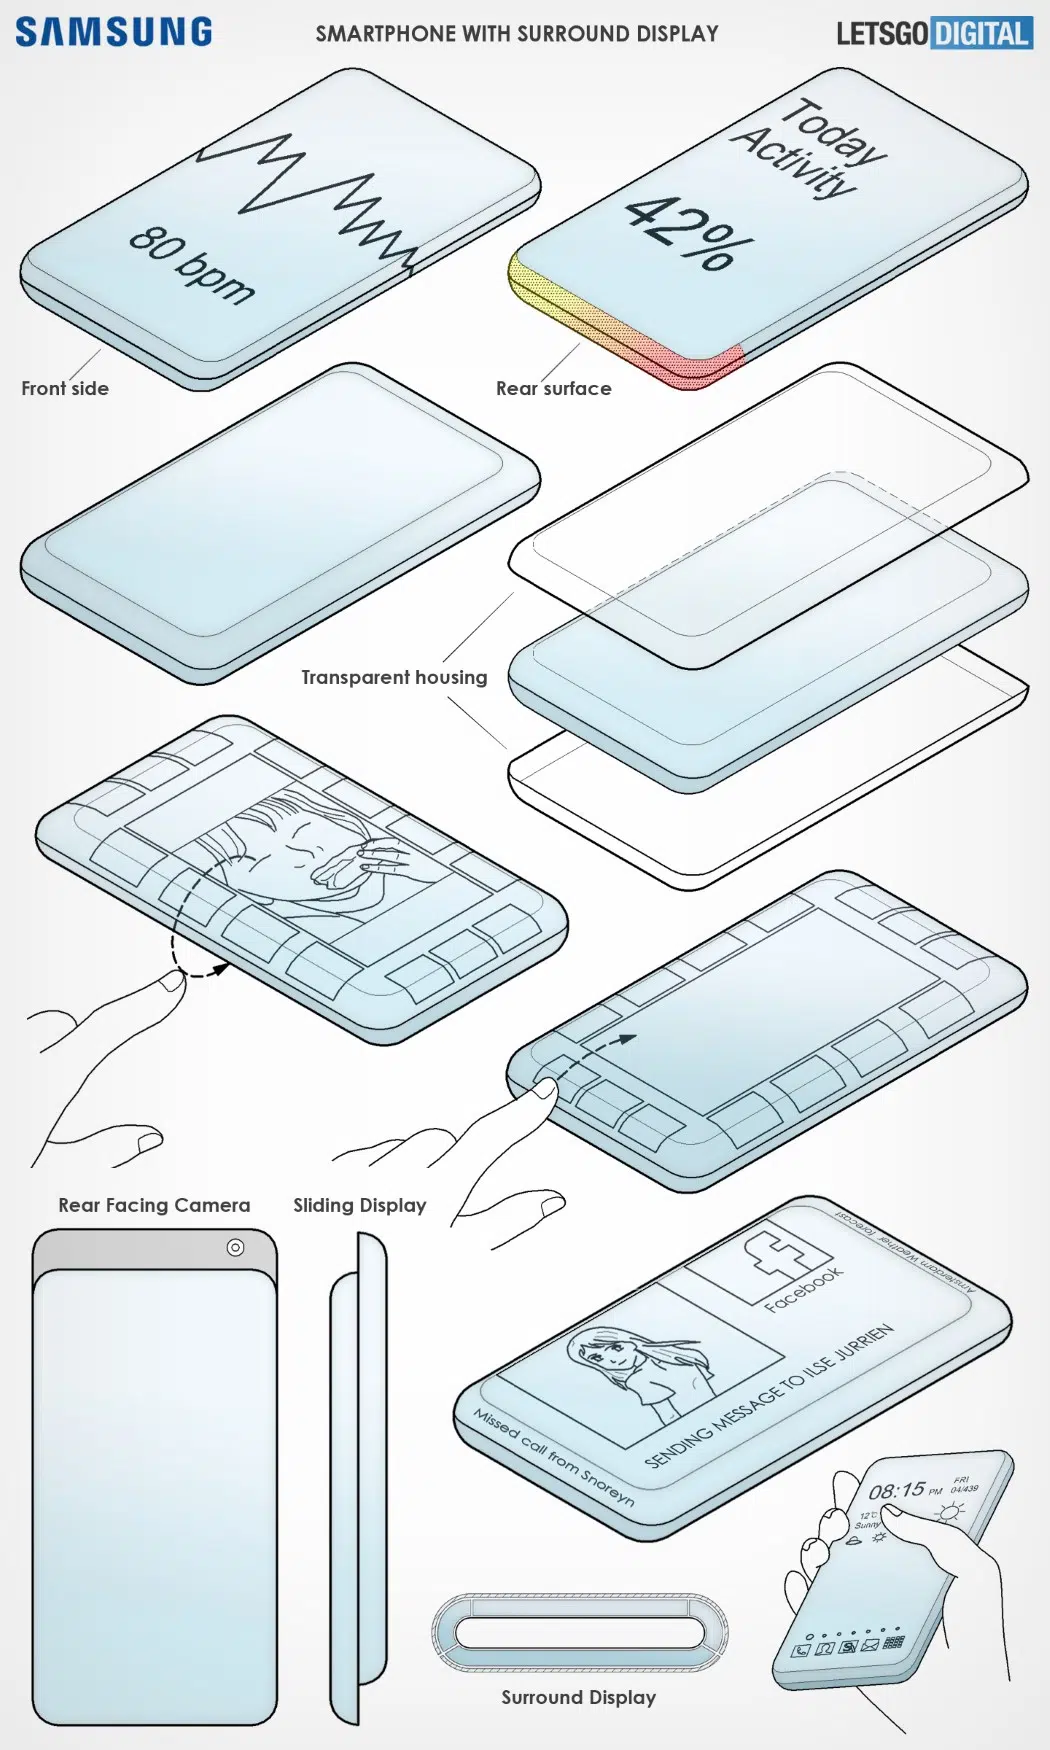 SAMSUNG
SMARTPHONE WITH SURROUND DISPLAY
LETSGODIGITAL
80 bpm
Today
Activity
42%
Front side
Rear surface
Transparent housing
Rear Facing Camera
Sliding Display
Amsterdam Weather forecast
Facebook
SENDING MESSAGE TO ILSE JURRIEN
Missed call from Snoreyn
08:15 PM
FRI
04/439
12℃
Sunny
Surround Display